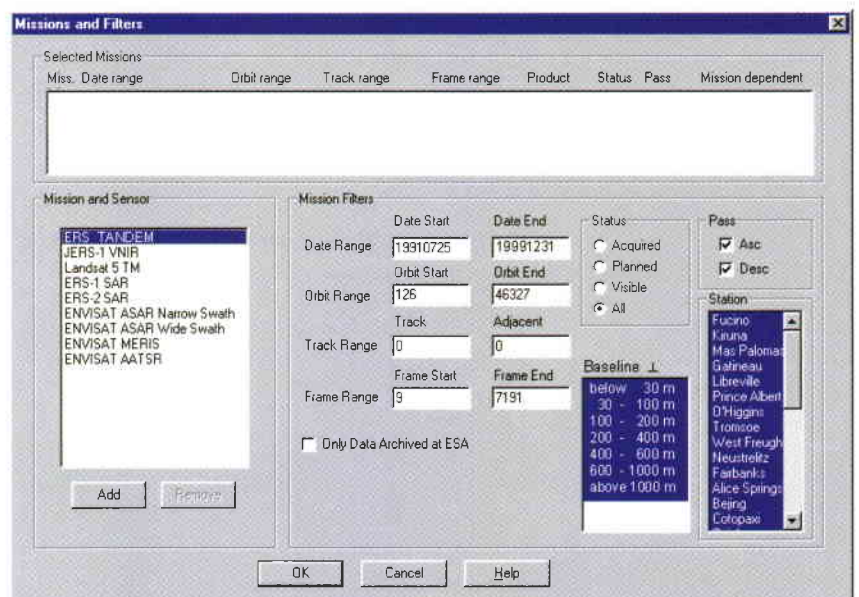 Missions and Filters
Selected Missions
Miss. Date range Orbit range Track range Frame range Product Status Pass Mission dependent
Mission and Sensor
ERS TANDEM
JERS-1 VNIR
Landsat 5 TM
ERS-1 SAR
ERS-2 SAR
ENVISAT ASAR Narrow Swath
ENVISAT ASAR Wide Swath
ENVISAT MERIS
ENVISAT AATSR
Add Remove
Mission Filters
Date Start Date End
Date Range 19910725 19991231
Orbit Start Orbit End
Orbit Range 126 46327
Track Adjacent
Track Range 0 0
Frame Start Frame End
Frame Range 9 7191
Only Data Archived at ESA
Status
Acquired
Planned
Visible
All
Baseline ⊥
below 30 m
30 - 100 m
100 - 200 m
200 - 400 m
400 - 600 m
600 - 1000 m
above 1000 m
Pass
Asc
Desc
Station
Fucino
Kiruna
Mas Palomas
Gatineau
Libreville
Prince Albert
O'Higgins
Tromsoe
West Freugh
Neustrelitz
Fairbanks
Alice Springs
Beijing
Cotopaxi
OK Cancel Help